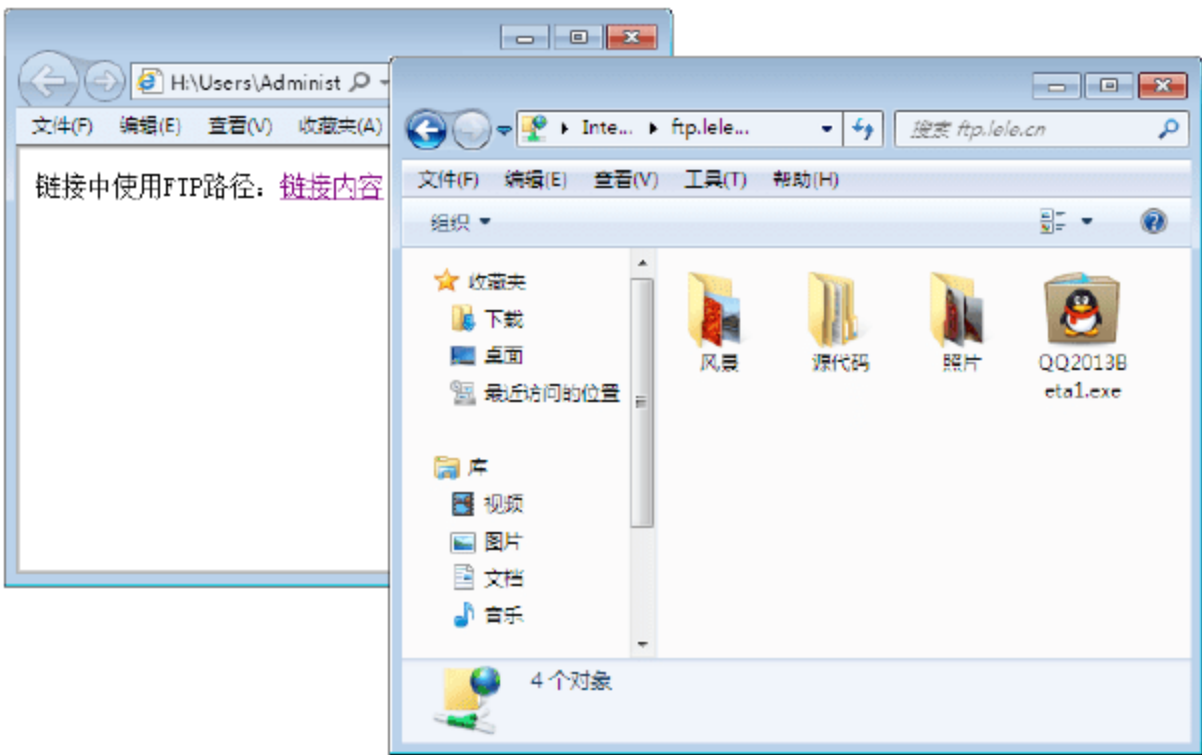 H:\Users\Administ
文件(F) 编辑(E) 查看(V) 收藏夹(A)
链接中使用FTP路径：链接内容
Inte... ftp.lele...
搜索 ftp.lele.cn
文件(F) 编辑(E) 查看(V) 工具(T) 帮助(H)
组织
收藏夹
下载
桌面
最近访问的位置
库
视频
图片
文档
音乐
风景
源代码
照片
QQ2013B
eta1.exe
4 个对象